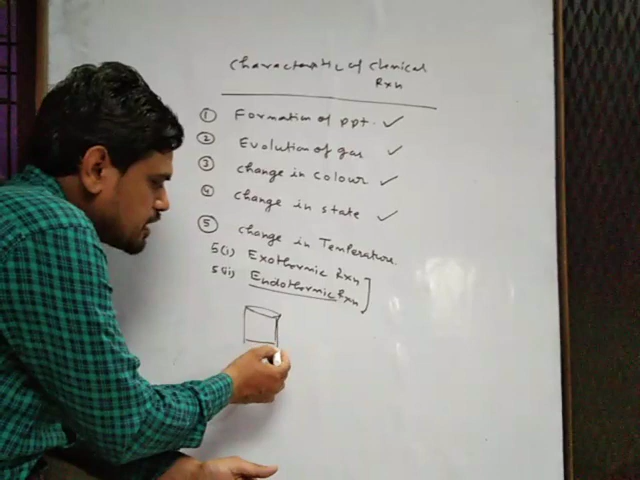 Characteristic of Chemical
Rxn
① Formation of ppt. ✓
② Evolution of gas ✓
③ change in colour ✓
④ change in state ✓
⑤ change in Temperature.
5(i) Exothermic Rxn
5(ii) Endothermic Rxn